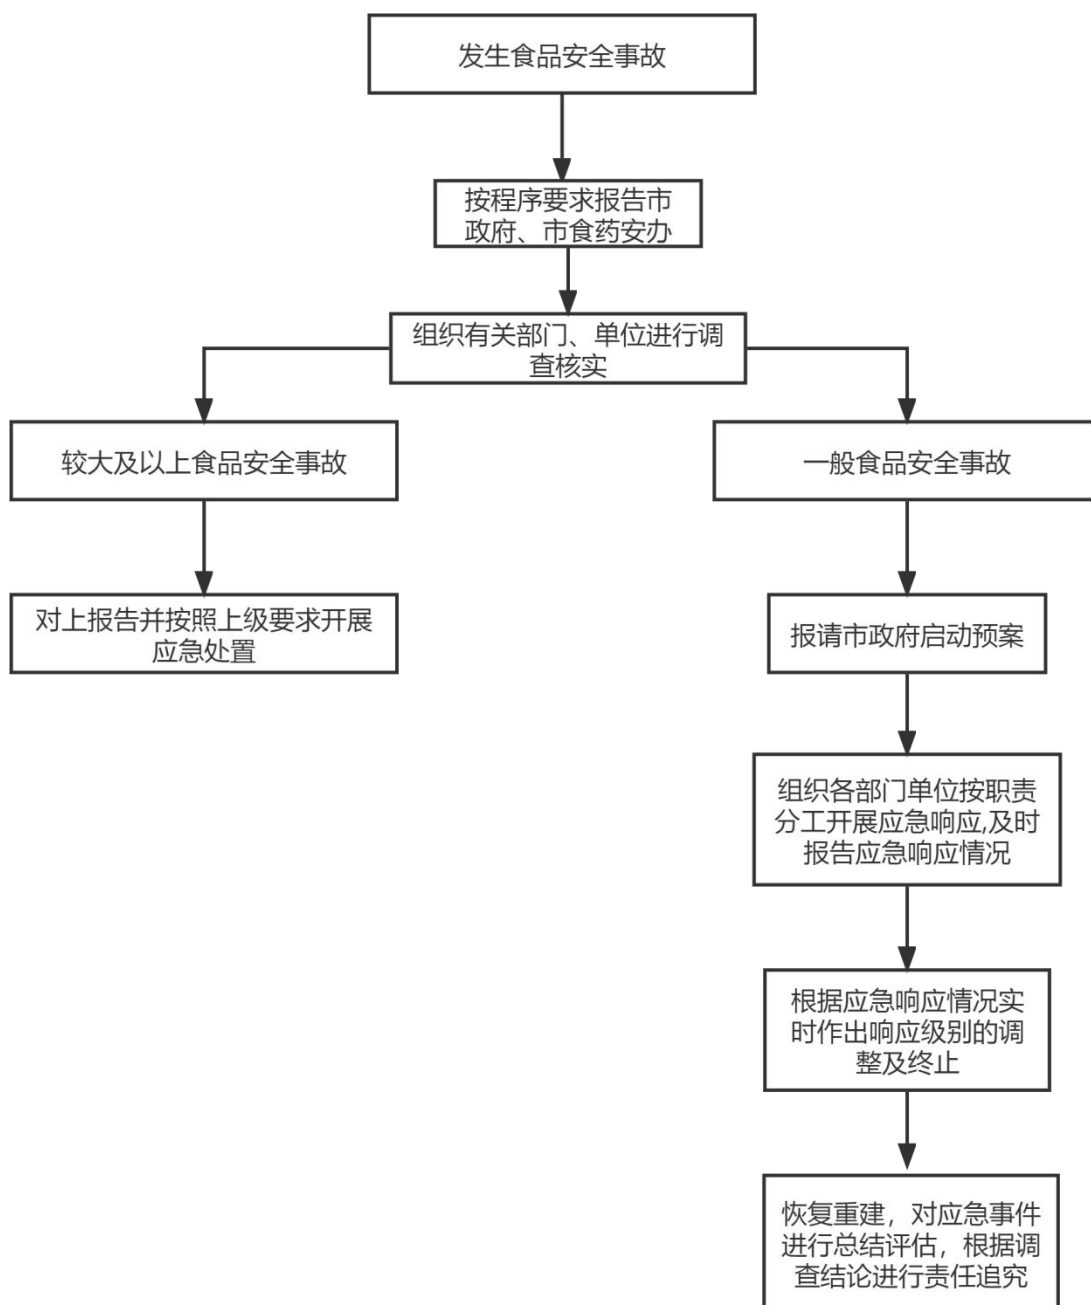 发生食品安全事故
按程序要求报告市
政府、市食药安办
组织有关部门、单位进行调
查核实
较大及以上食品安全事故
一般食品安全事故
对上报告并按照上级要求开展
应急处置
报请市政府启动预案
组织各部门单位按职责
分工开展应急响应,及时
报告应急响应情况
根据应急响应情况实
时作出响应级别的调
整及终止
恢复重建，对应急事件
进行总结评估，根据调
查结论进行责任追究